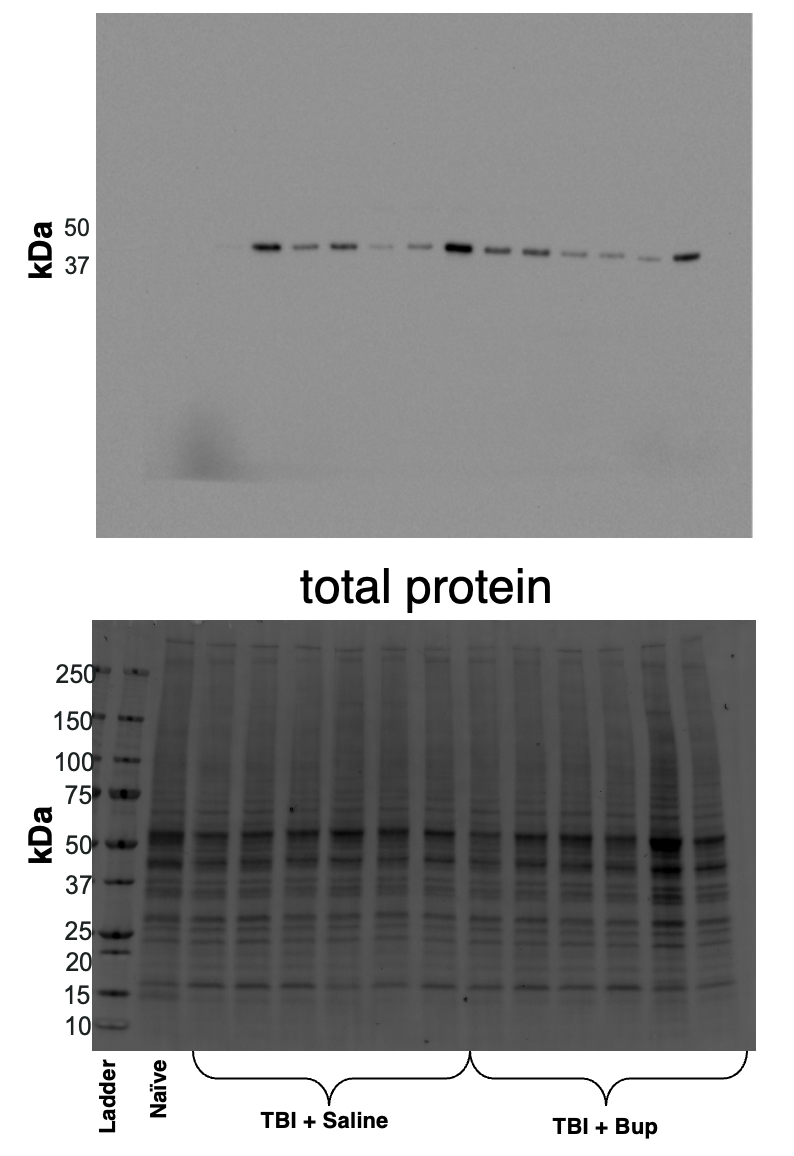 kDa
50
37
total protein
kDa
250
150
100
75
50
37
25
20
15
10
Ladder
Naïve
TBI + Saline
TBI + Bup